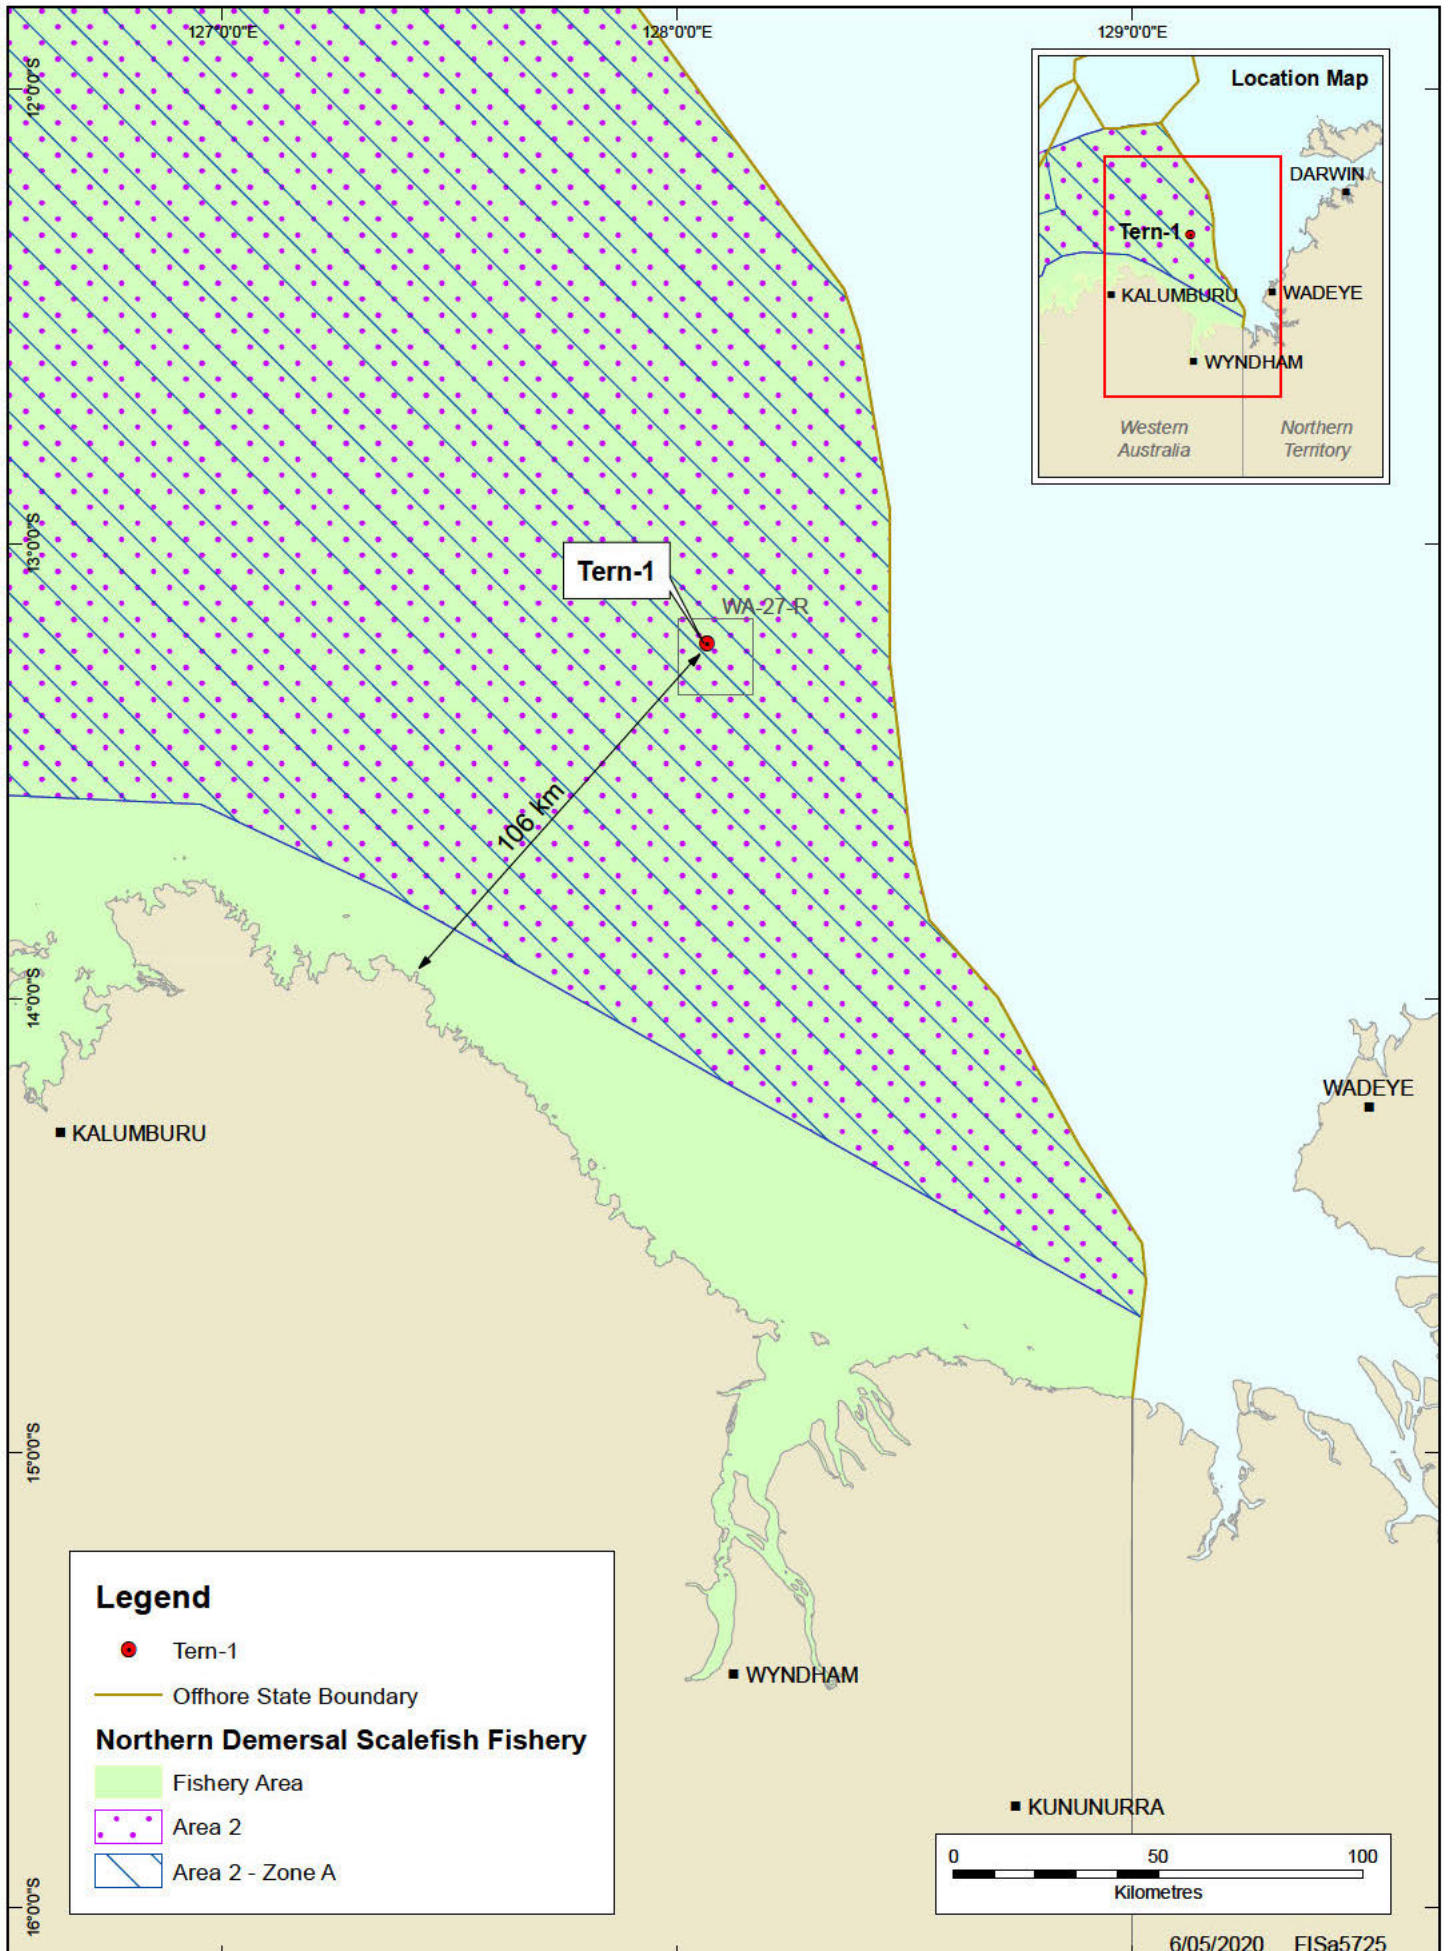 127°0'0"E
128°0'0"E
129°0'0"E
12°0'0"S
13°0'0"S
14°0'0"S
15°0'0"S
16°0'0"S
Location Map
DARWIN
Tern-1
KALUMBURU
WADEYE
WYNDHAM
Western
Australia
Northern
Territory
Tern-1
WA-27-R
106 km
WADEYE
KALUMBURU
WYNDHAM
KUNUNURRA
Legend
Tern-1
Offhore State Boundary
Northern Demersal Scalefish Fishery
Fishery Area
Area 2
Area 2 - Zone A
0 50 100
Kilometres
6/05/2020 FISa5725